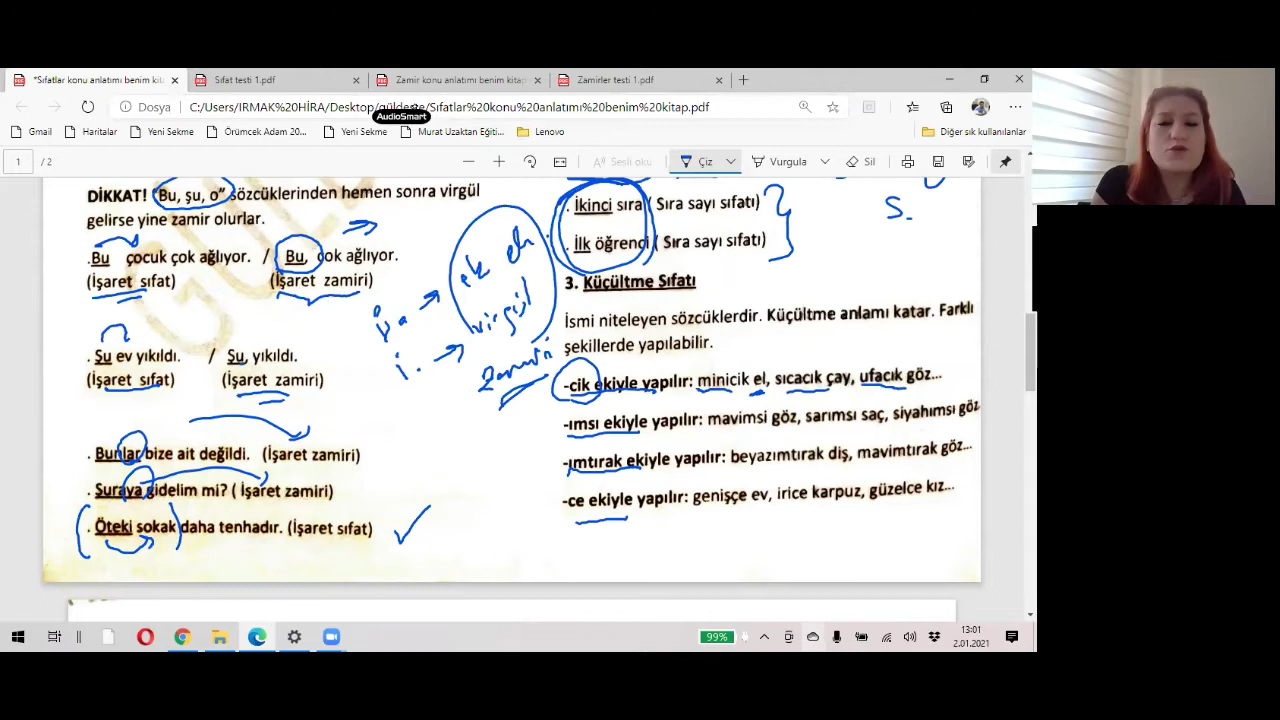 *Sıfatlar konu anlatımı benim kit
Sıfat testi 1.pdf
Zamir konu anlatımı benim kitap
Zamirler testi 1.pdf
Dosya
C:/Users/IRMAK%20HİRA/Desktop/güldeste/Sıfatlar%20konu%20anlatımı%20benim%20kitap.pdf
AudioSmart
Gmail
Haritalar
Yeni Sekme
Örümcek Adam 20...
Yeni Sekme
Murat Uzaktan Eğiti...
Lenovo
Diğer sık kullanılanlar
1 / 2
Sesli oku
Çiz
Vurgula
Sil
DİKKAT! Bu, şu, o” sözcüklerinden hemen sonra virgül
gelirse yine zamir olurlar.
.Bu çocuk çok ağlıyor. / Bu, çok ağlıyor.
(İşaret sıfat) (İşaret zamiri)
. Şu ev yıkıldı. / Şu, yıkıldı.
(İşaret sıfat) (İşaret zamiri)
. Bunlar bize ait değildi. (İşaret zamiri)
. Şuraya gidelim mi? ( İşaret zamiri)
. Öteki sokak daha tenhadır. (İşaret sıfat)
ek
virgül
zamiri
. İkinci sıra ( Sıra sayı sıfatı)
. İlk öğrenci ( Sıra sayı sıfatı)
S.
3. Küçültme Sıfatı
İsmi niteleyen sözcüklerdir. Küçültme anlamı katar. Farklı
şekillerde yapılabilir.
-cik ekiyle yapılır: minicik el, sıcacık çay, ufacık göz...
-ımsı ekiyle yapılır: mavimsi göz, sarımsı saç, siyahımsı göz
-ımtırak ekiyle yapılır: beyazımtırak diş, mavimtırak göz...
-ce ekiyle yapılır: genişçe ev, irice karpuz, güzelce kız...
99%
13:01
2.01.2021